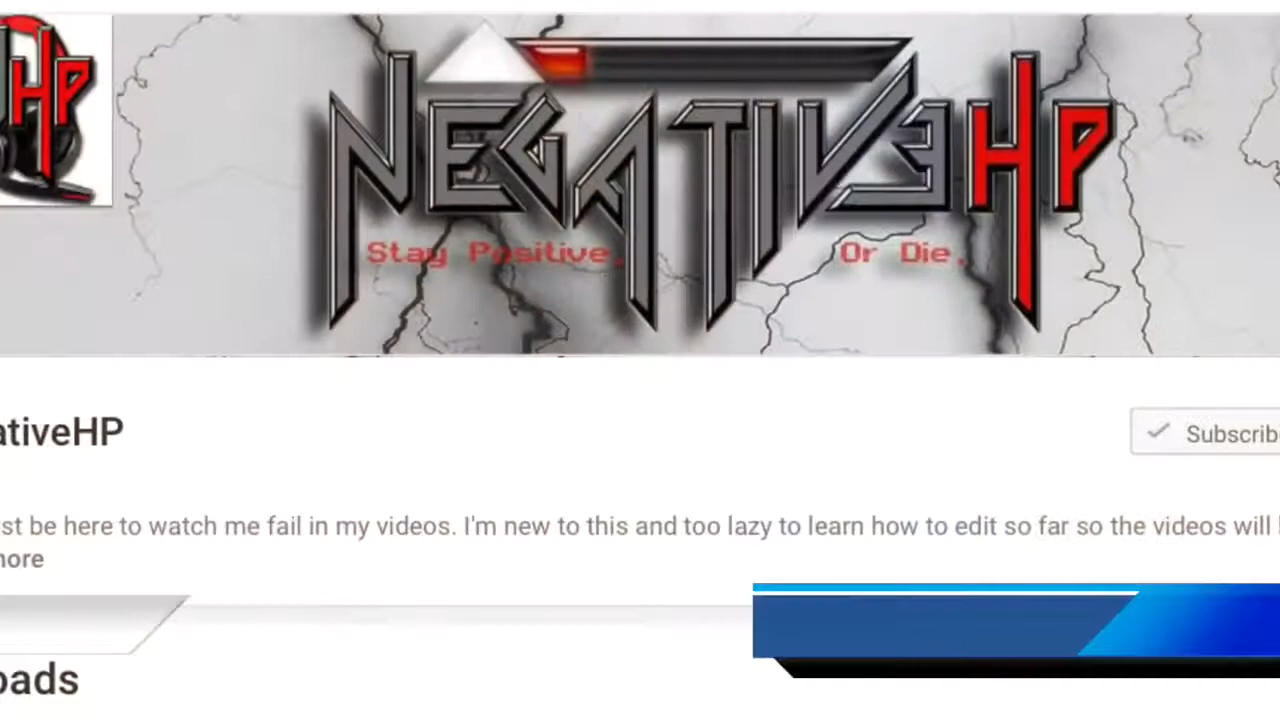 HP
NEGATIVEHP
Stay Positive. Or Die.
ativeHP
Subscrib
st be here to watch me fail in my videos. I'm new to this and too lazy to learn how to edit so far so the videos will
nore
oads